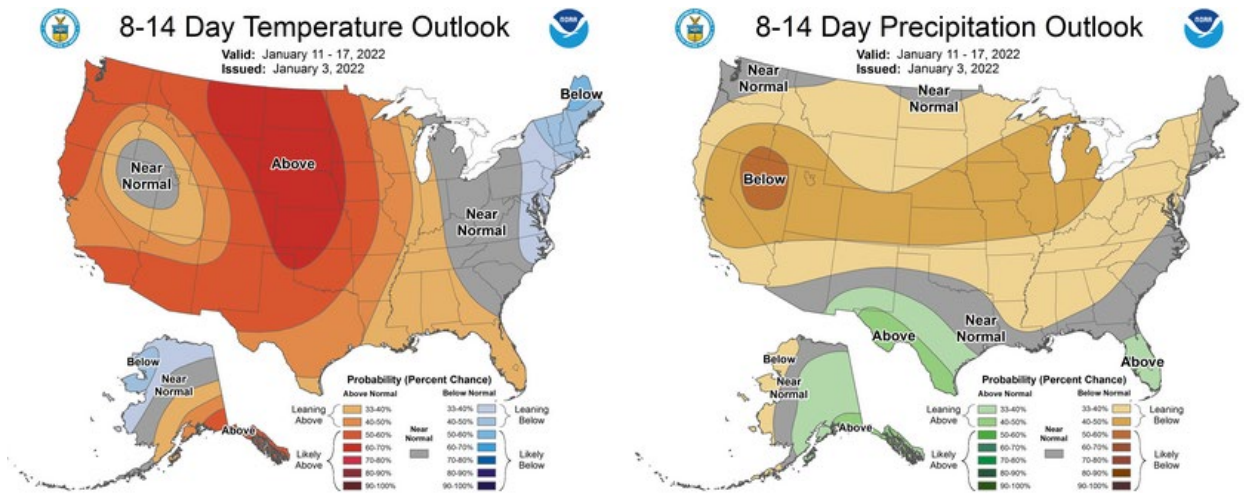 8-14 Day Temperature Outlook
Valid: January 11 - 17, 2022
Issued: January 3, 2022
NOAA
Below
Above
Near
Normal
Near
Normal
Below
Near
Normal
Above
Probability (Percent Chance)
Above Normal
Below Normal
Leaning
Above
33-40%
40-50%
Likely
Above
50-60%
60-70%
70-80%
80-90%
90-100%
Near
Normal
33-40%
40-50%
Leaning
Below
50-60%
60-70%
70-80%
80-90%
90-100%
Likely
Below
8-14 Day Precipitation Outlook
Valid: January 11 - 17, 2022
Issued: January 3, 2022
NOAA
Near
Normal
Near
Normal
Below
Near
Normal
Above
Above
Below
Near
Normal
Above
Probability (Percent Chance)
Above Normal
Below Normal
Leaning
Above
33-40%
40-50%
Likely
Above
50-60%
60-70%
70-80%
80-90%
90-100%
Near
Normal
33-40%
40-50%
Leaning
Below
50-60%
60-70%
70-80%
80-90%
90-100%
Likely
Below